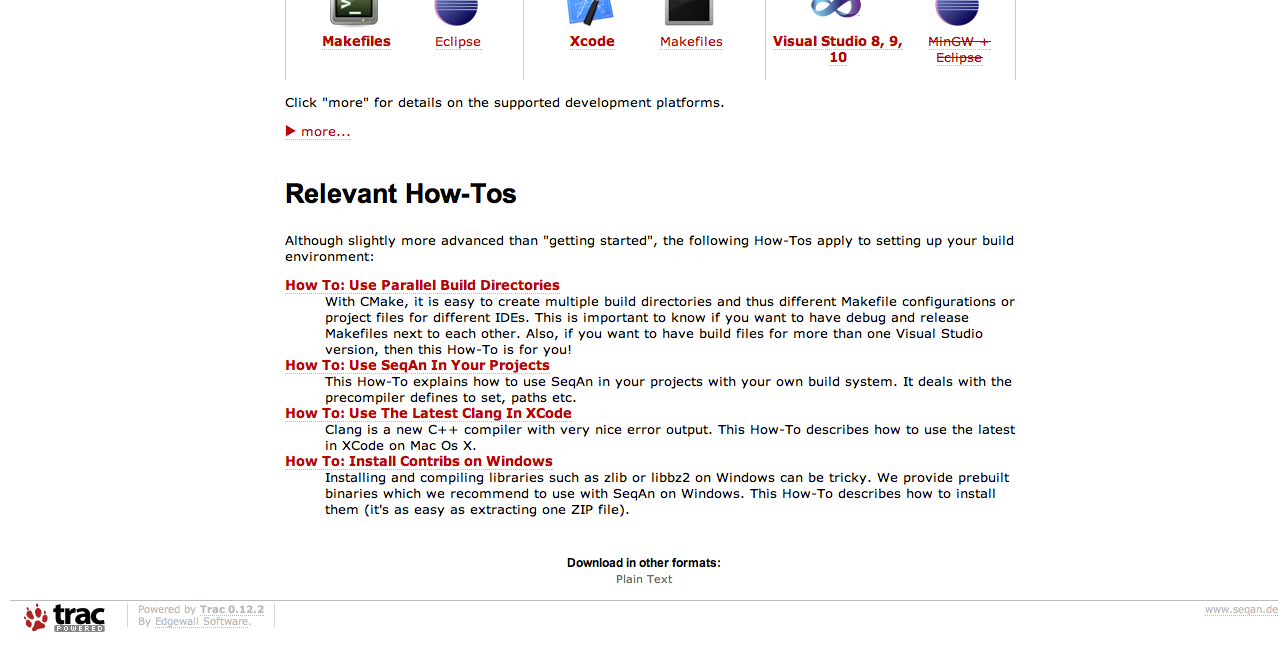 Makefiles Eclipse Xcode Makefiles Visual Studio 8, 9, MinGW +
10 Eclipse
Click "more" for details on the supported development platforms.
more...
Relevant How-Tos
Although slightly more advanced than "getting started", the following How-Tos apply to setting up your build
environment:
How To: Use Parallel Build Directories
With CMake, it is easy to create multiple build directories and thus different Makefile configurations or
project files for different IDEs. This is important to know if you want to have debug and release
Makefiles next to each other. Also, if you want to have build files for more than one Visual Studio
version, then this How-To is for you!
How To: Use SeqAn In Your Projects
This How-To explains how to use SeqAn in your projects with your own build system. It deals with the
precompiler defines to set, paths etc.
How To: Use The Latest Clang In XCode
Clang is a new C++ compiler with very nice error output. This How-To describes how to use the latest
in XCode on Mac Os X.
How To: Install Contribs on Windows
Installing and compiling libraries such as zlib or libbz2 on Windows can be tricky. We provide prebuilt
binaries which we recommend to use with SeqAn on Windows. This How-To describes how to install
them (it's as easy as extracting one ZIP file).
Download in other formats:
Plain Text
trac Powered by Trac 0.12.2 www.seqan.de
POWERED By Edgewall Software.